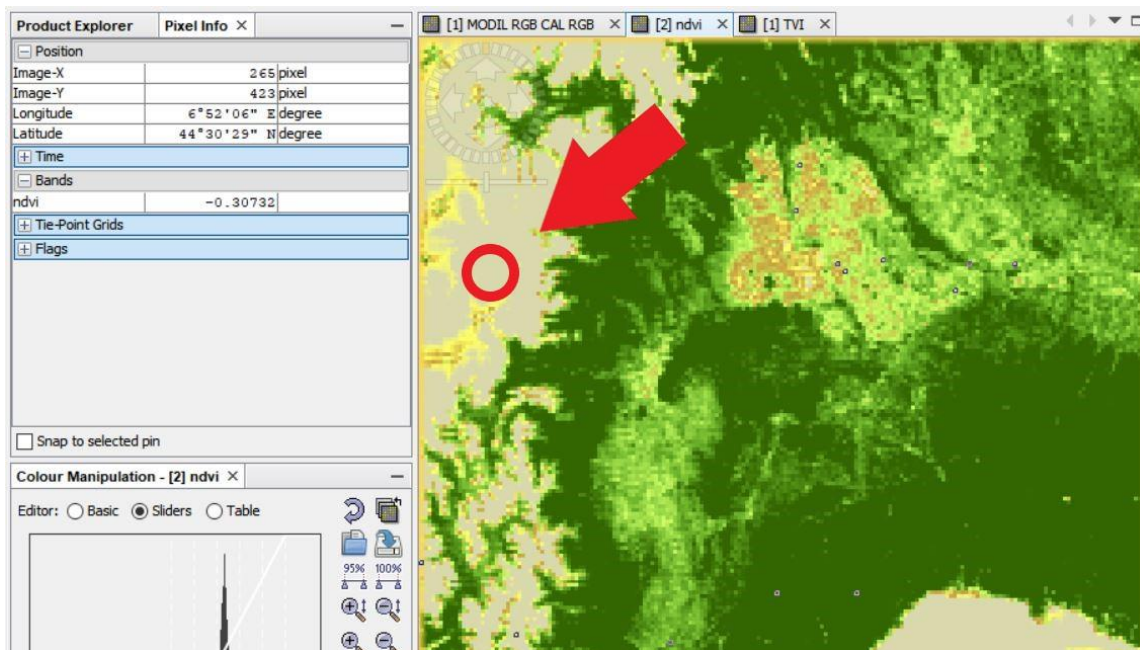 Product Explorer Pixel Info ×
[1] MODIL RGB CAL RGB × [2] ndvi × [1] TVI ×
Position
Image-X 265 pixel
Image-Y 423 pixel
Longitude 6°52'06" E degree
Latitude 44°30'29" N degree
Time
Bands
ndvi -0.30732
Tie-Point Grids
Flags
Snap to selected pin
Colour Manipulation - [2] ndvi ×
Editor: Basic Sliders Table
95% 100%